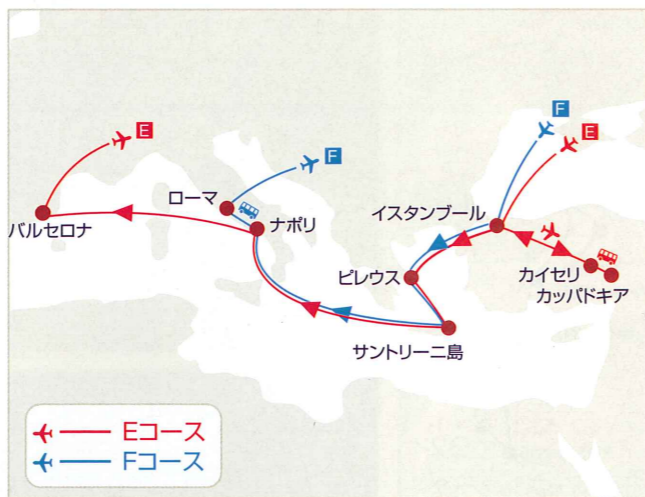 F
E
E
F
ローマ
イスタンブール
バルセロナ
ナポリ
ピレウス
カイセリ
カッパドキア
サントリーニ島
Eコース
Fコース